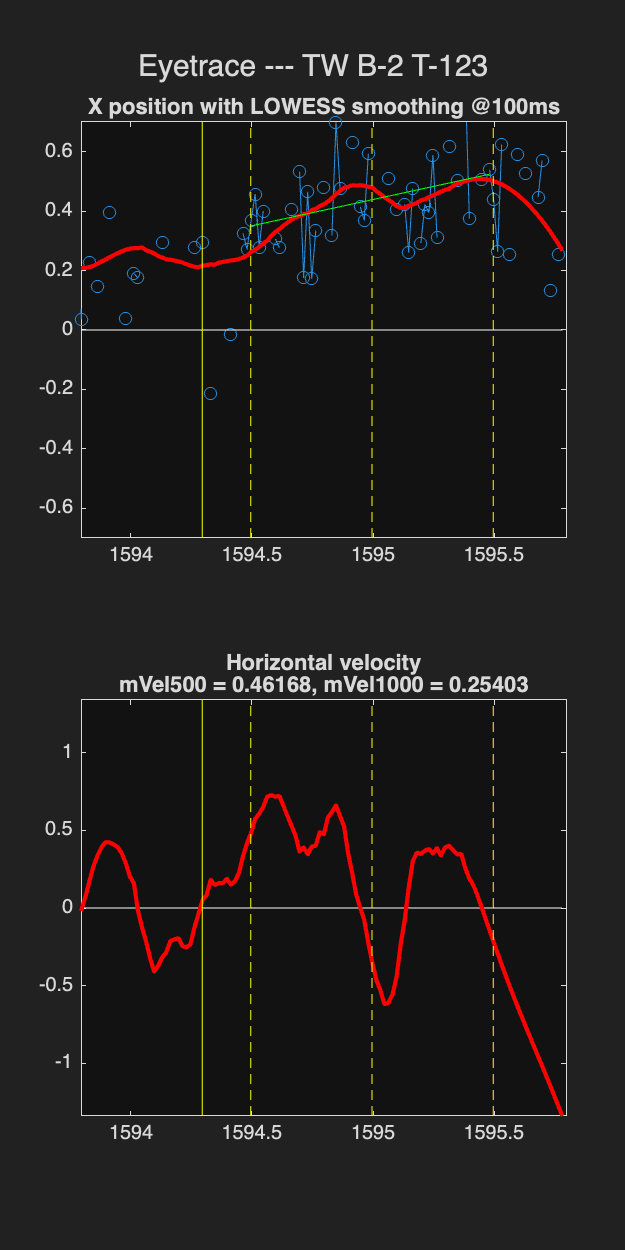 Eyetrace --- TW B-2 T-123
X position with LOWESS smoothing @100ms
0.6
0.4
0.2
0
-0.2
-0.4
-0.6
1594 1594.5 1595 1595.5
Horizontal velocity
mVel500 = 0.46168, mVel1000 = 0.25403
1
0.5
0
-0.5
-1
1594 1594.5 1595 1595.5